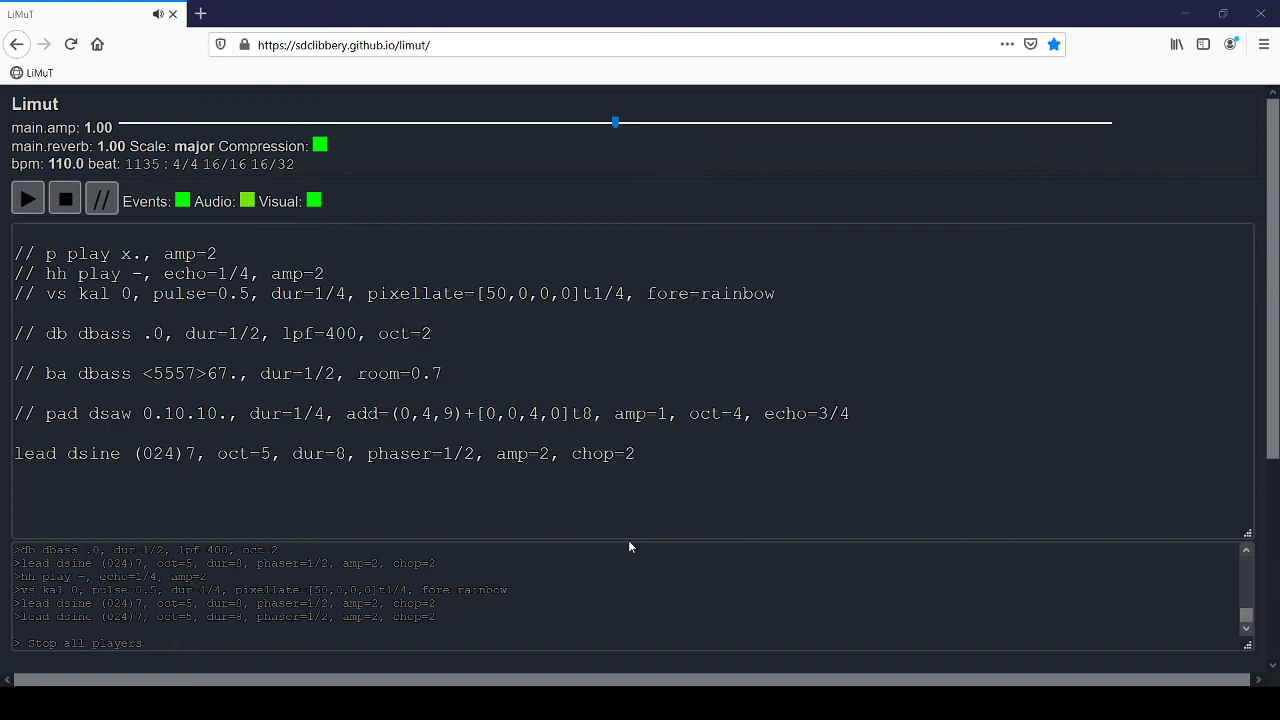 LiMuT
https://sdclibbery.github.io/limut/
LiMuT
Limut
main.amp: 1.00
main.reverb: 1.00 Scale: major Compression:
bpm: 110.0 beat: 1135 : 4/4 16/16 16/32
// Events: Audio: Visual:
// p play x., amp=2
// hh play -, echo=1/4, amp=2
// vs kal 0, pulse=0.5, dur=1/4, pixellate=[50,0,0,0]t1/4, fore=rainbow
// db dbass .0, dur=1/2, lpf=400, oct=2
// ba dbass <5557>67., dur=1/2, room=0.7
// pad dsaw 0.10.10., dur=1/4, add=(0,4,9)+[0,0,4,0]t8, amp=1, oct=4, echo=3/4
lead dsine (024)7, oct=5, dur=8, phaser=1/2, amp=2, chop=2
>db dbass .0, dur=1/2, lpf=400, oct=2
>lead dsine (024)7, oct=5, dur=8, phaser=1/2, amp=2, chop=2
>hh play -, echo=1/4, amp=2
>vs kal 0, pulse=0.5, dur=1/4, pixellate=[50,0,0,0]t1/4, fore=rainbow
>lead dsine (024)7, oct=5, dur=8, phaser=1/2, amp=2, chop=2
>lead dsine (024)7, oct=5, dur=8, phaser=1/2, amp=2, chop=2
> Stop all players